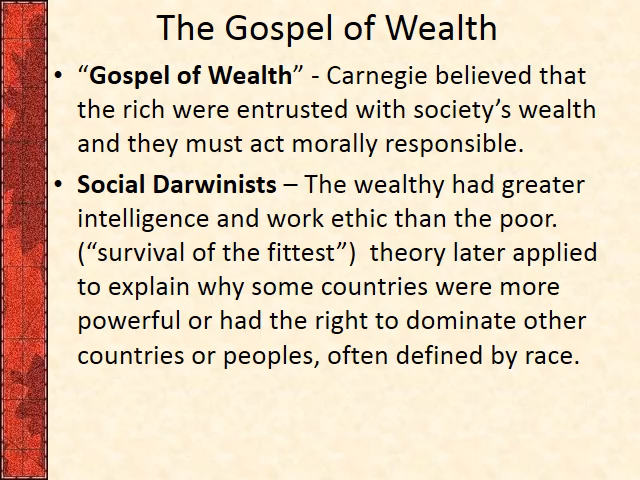 The Gospel of Wealth
• “Gospel of Wealth” - Carnegie believed that
the rich were entrusted with society’s wealth
and they must act morally responsible.
• Social Darwinists – The wealthy had greater
intelligence and work ethic than the poor.
(“survival of the fittest”)  theory later applied
to explain why some countries were more
powerful or had the right to dominate other
countries or peoples, often defined by race.